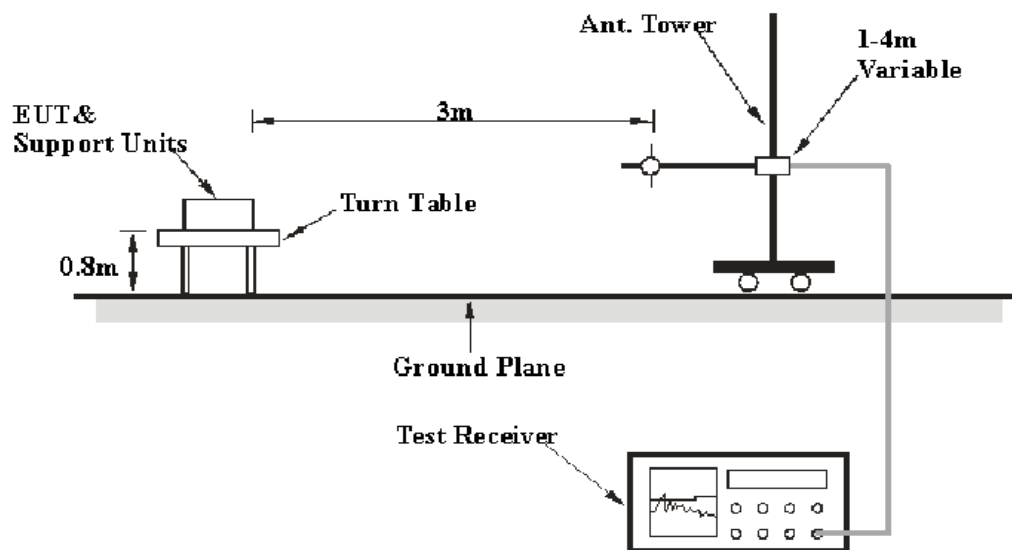 Ant. Tower
1-4m
Variable
3m
EUT&
Support Units
Turn Table
0.8m
Ground Plane
Test Receiver